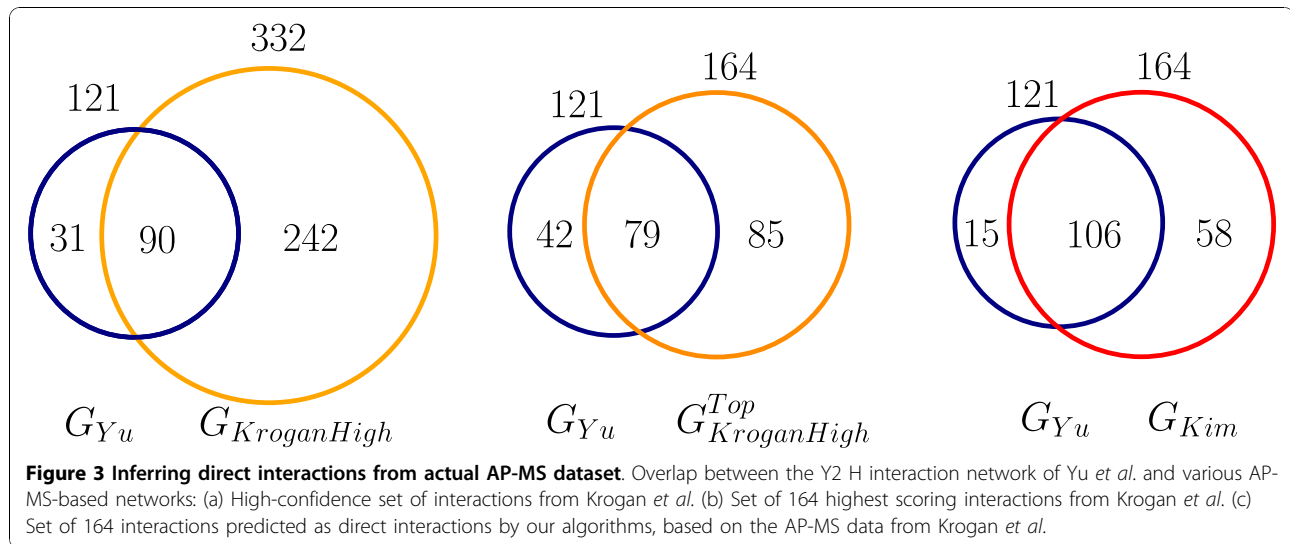 332
121
31
90
242
G_{Yu} G_{KroganHigh}
164
121
42
79
85
G_{Yu} G_{KroganHigh}^{Top}
164
121
15
106
58
G_{Yu} G_{Kim}
Figure 3 Inferring direct interactions from actual AP-MS dataset. Overlap between the Y2 H interaction network of Yu et al. and various AP-
MS-based networks: (a) High-confidence set of interactions from Krogan et al. (b) Set of 164 highest scoring interactions from Krogan et al. (c)
Set of 164 interactions predicted as direct interactions by our algorithms, based on the AP-MS data from Krogan et al.